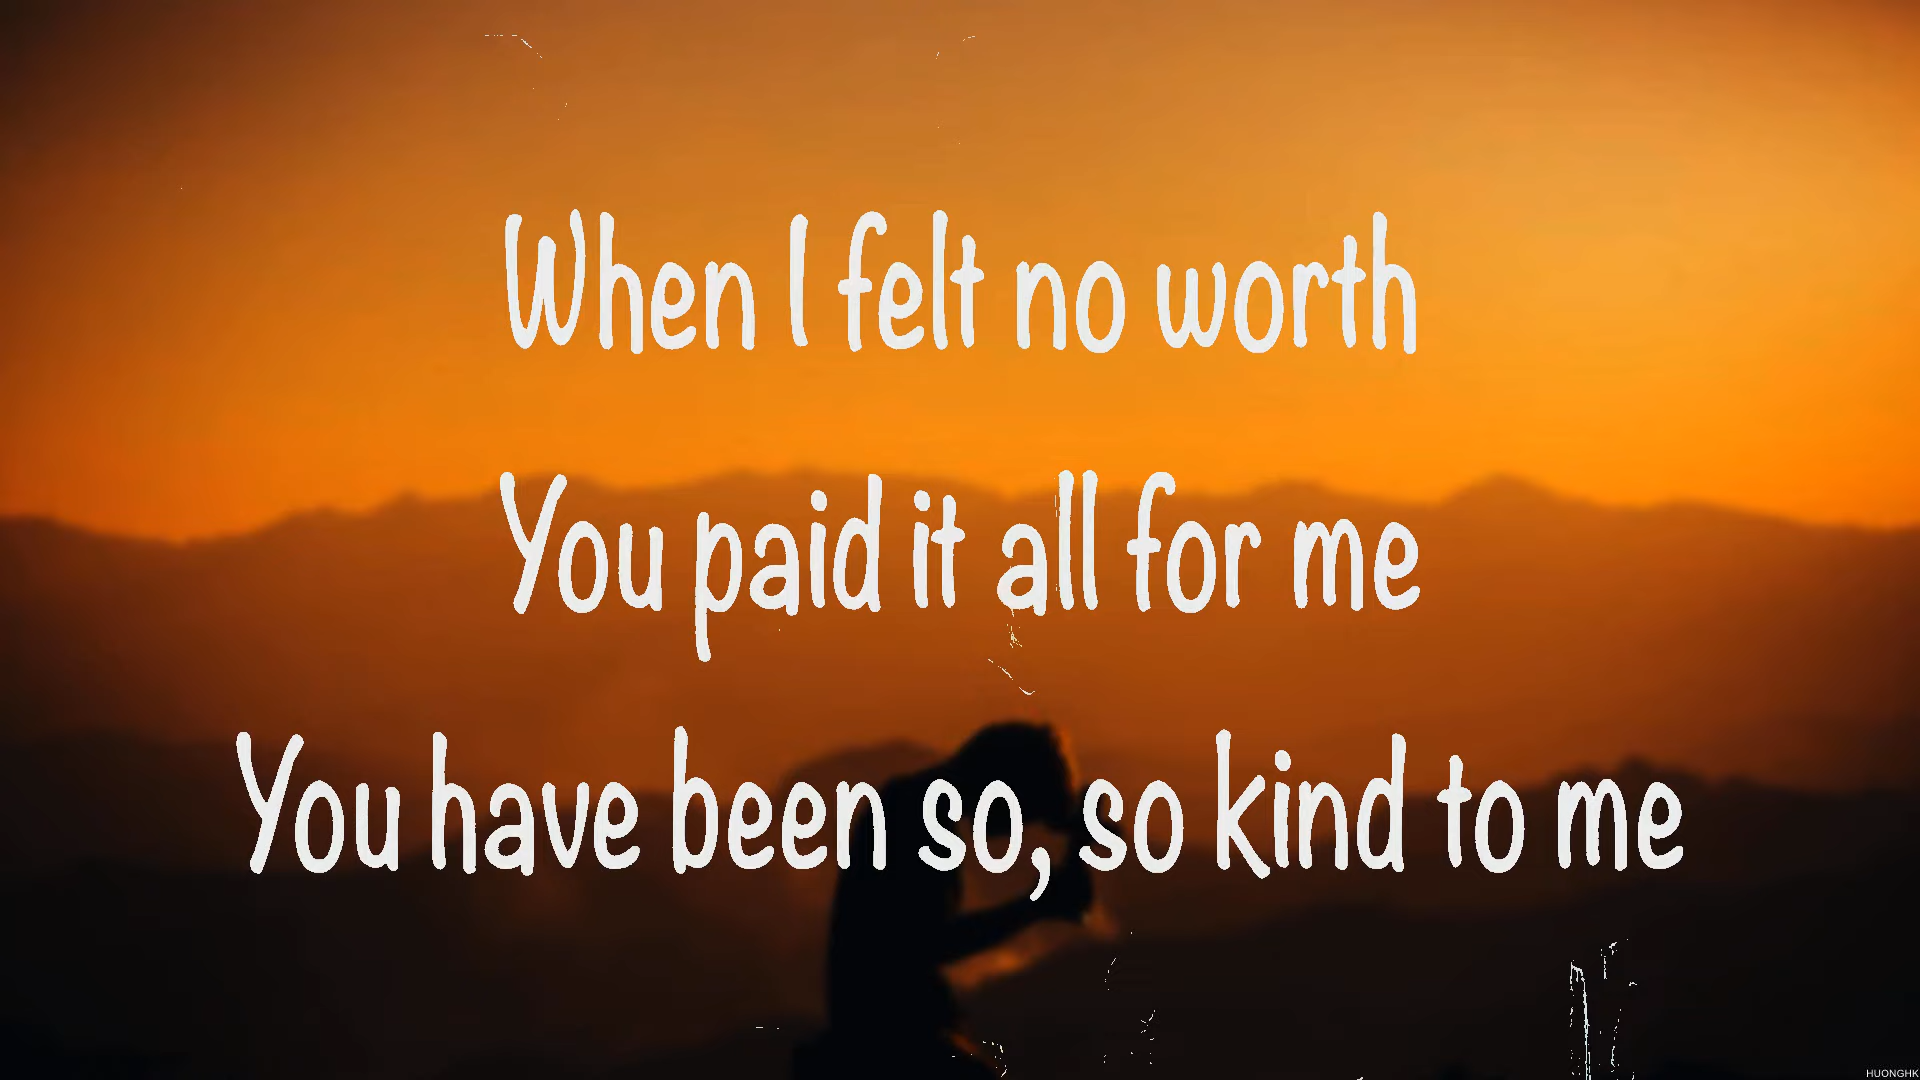 When I felt no worth
You paid it all for me
You have been so, so kind to me
HUONGHK